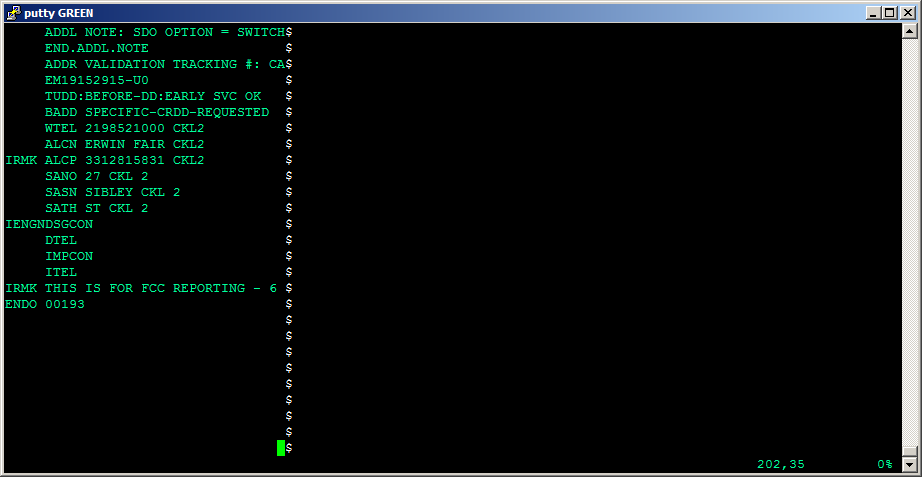 putty GREEN
ADDL NOTE: SDO OPTION = SWITCH$
END.ADDL.NOTE $
ADDR VALIDATION TRACKING #: CA$
EM19152915-U0 $
TUDD:BEFORE-DD:EARLY SVC OK $
BADD SPECIFIC-CRDD-REQUESTED $
WTEL 2198521000 CKL2 $
ALCN ERWIN FAIR CKL2 $
IRMK ALCP 3312815831 CKL2 $
SANO 27 CKL 2 $
SASN SIBLEY CKL 2 $
SATH ST CKL 2 $
IENGNDSGCON $
DTEL $
IMPCON $
ITEL $
IRMK THIS IS FOR FCC REPORTING - 6 $
ENDO 00193 $
$
$
$
$
$
$
$
$
$
202,35 0%